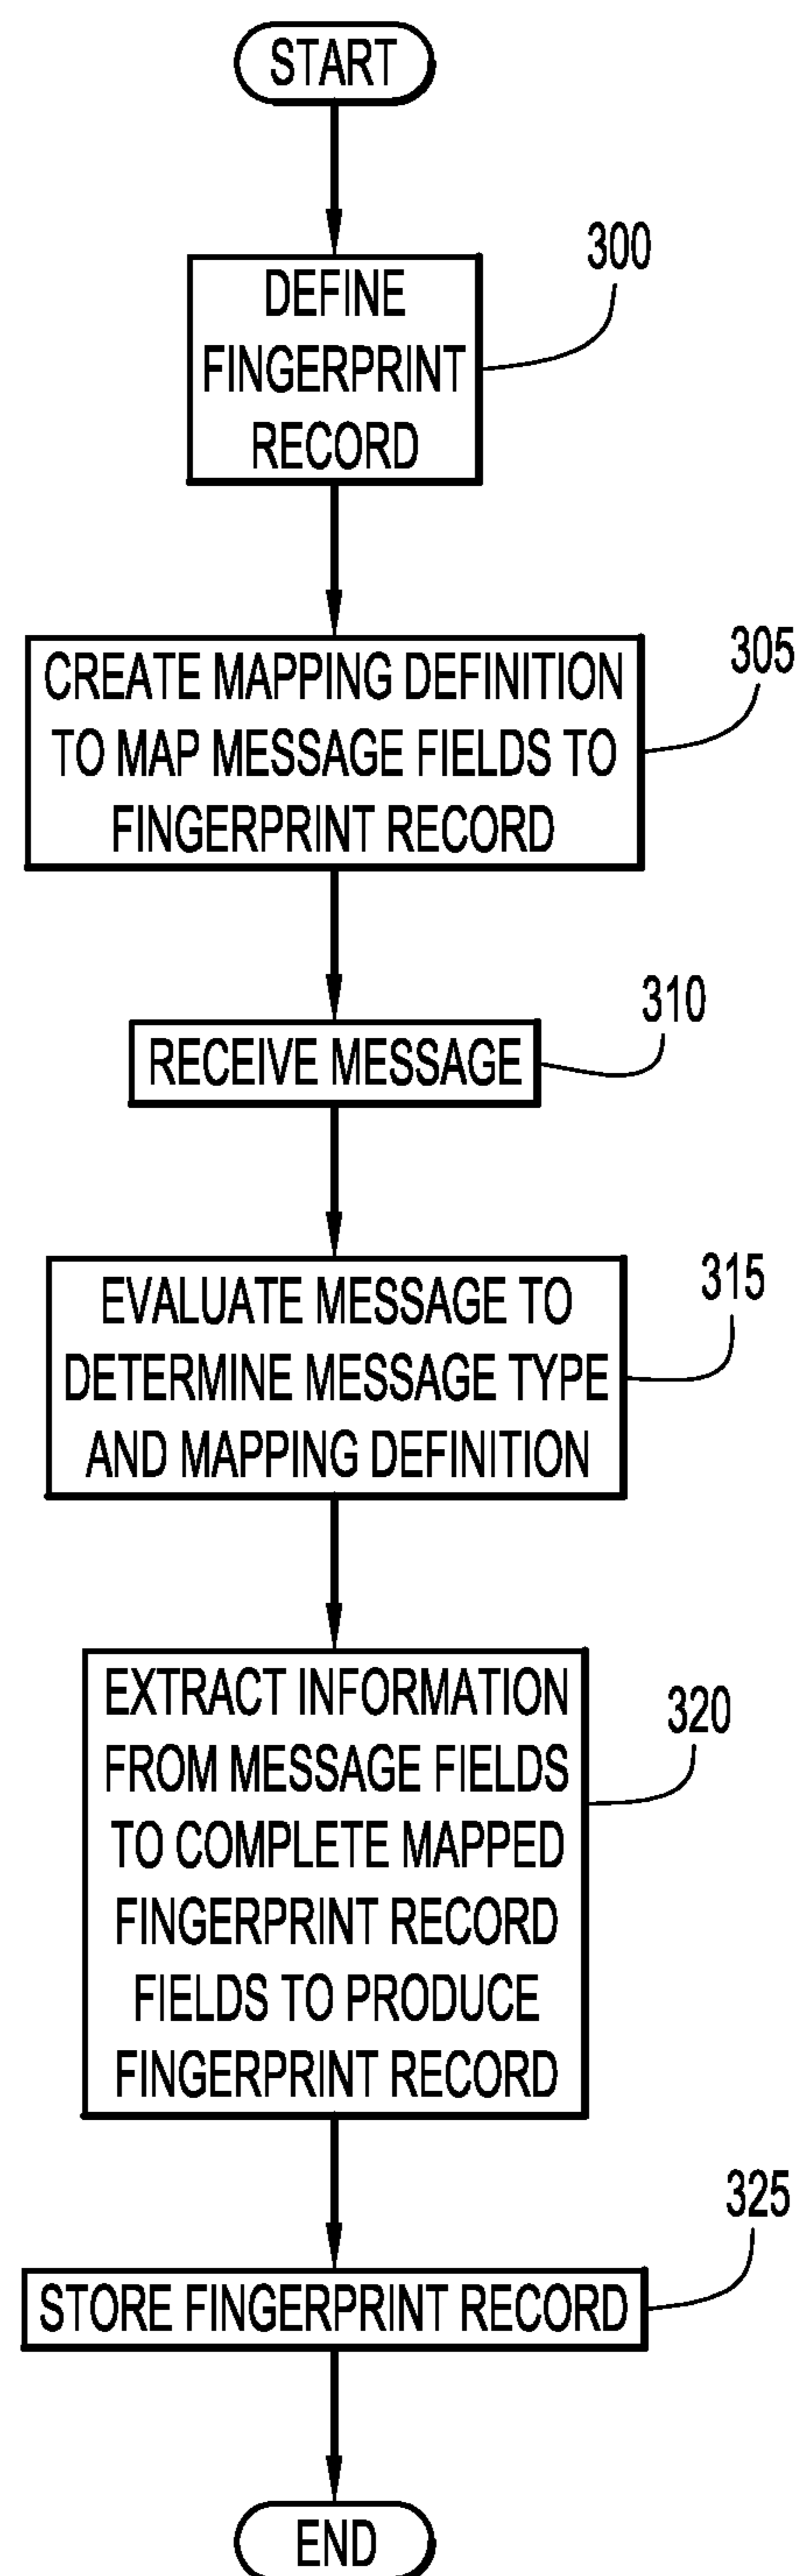 START
300
DEFINE
FINGERPRINT
RECORD
305
CREATE MAPPING DEFINITION
TO MAP MESSAGE FIELDS TO
FINGERPRINT RECORD
310
RECEIVE MESSAGE
315
EVALUATE MESSAGE TO
DETERMINE MESSAGE TYPE
AND MAPPING DEFINITION
320
EXTRACT INFORMATION
FROM MESSAGE FIELDS
TO COMPLETE MAPPED
FINGERPRINT RECORD
FIELDS TO PRODUCE
FINGERPRINT RECORD
325
STORE FINGERPRINT RECORD
END